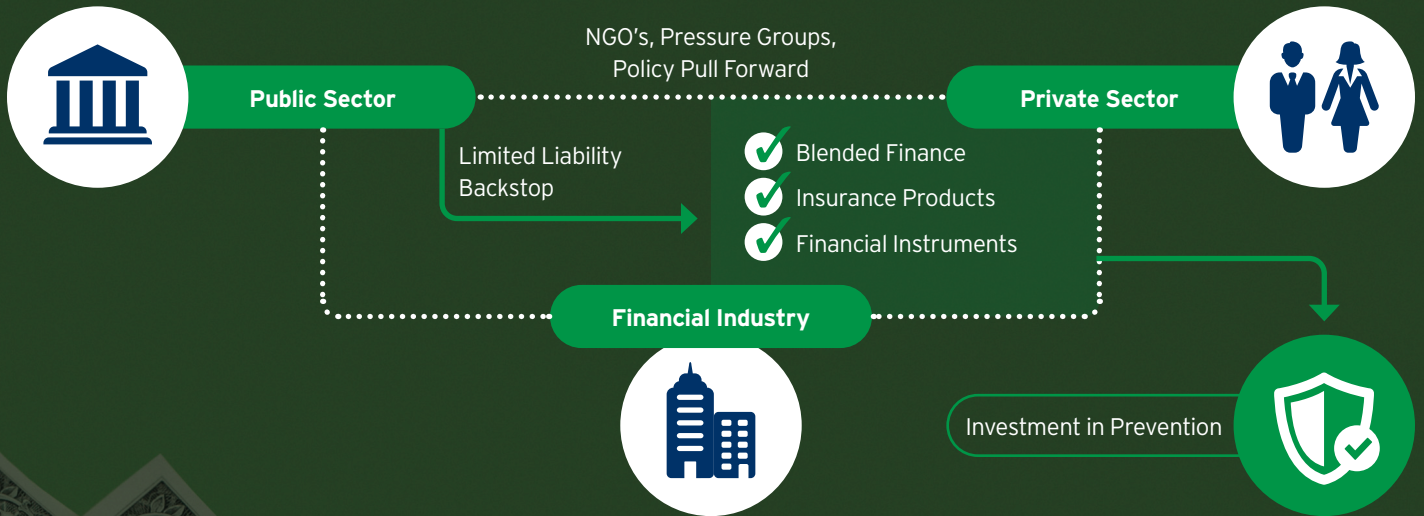 NGO's, Pressure Groups,
Policy Pull Forward
Public Sector
Private Sector
Limited Liability
Backstop
Blended Finance
Insurance Products
Financial Instruments
Financial Industry
Investment in Prevention